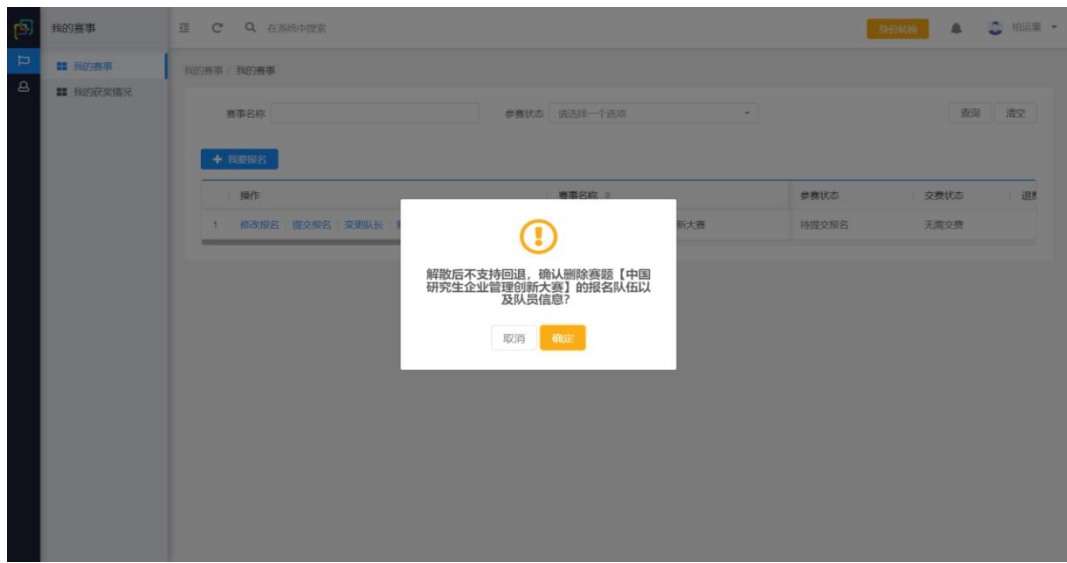 我的赛事
在系统中搜索
身份转换
我的赛事
我的获奖情况
我的赛事 / 我的赛事
赛事名称
参赛状态 请选择一个选项
查询 清空
+ 我要报名
操作 赛事名称 参赛状态 交费状态
1 修改报名 提交报名 变更队长 新大赛 待提交报名 无需交费
解散后不支持回退，确认删除赛题【中国
研究生企业管理创新大赛】的报名队伍以
及队员信息？
取消 确定